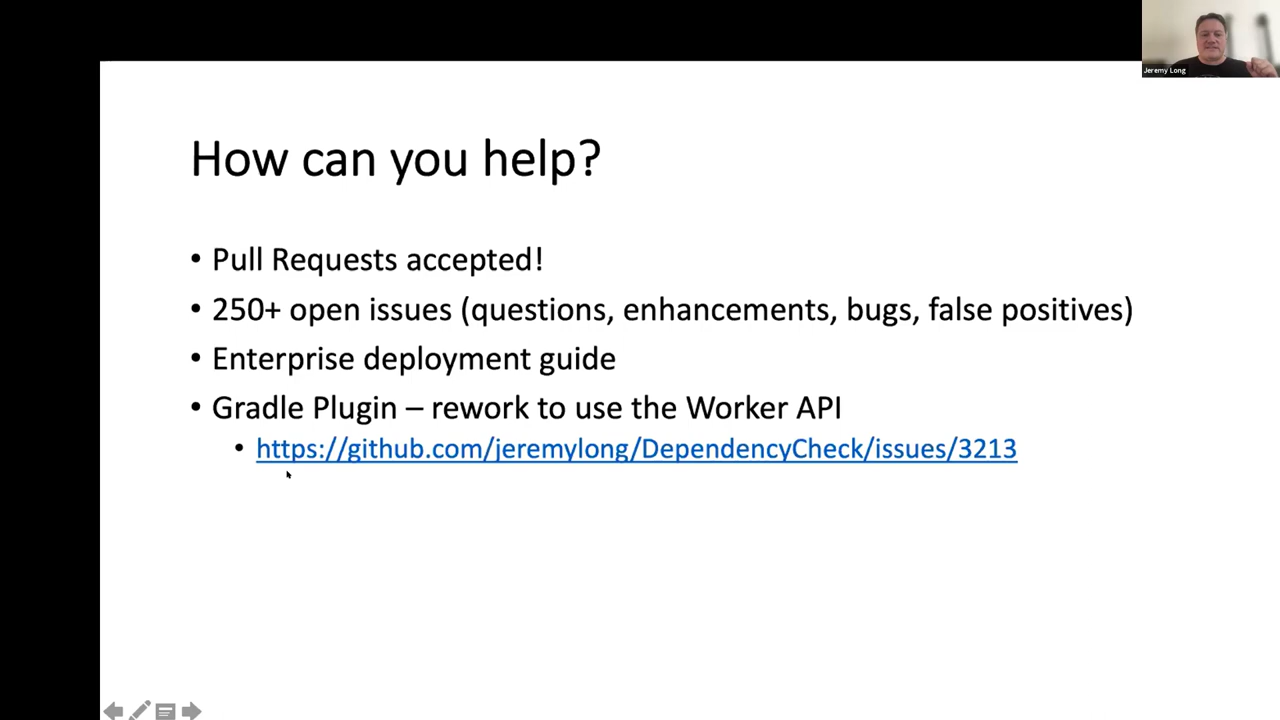 Jeremy Long
How can you help?
• Pull Requests accepted!
• 250+ open issues (questions, enhancements, bugs, false positives)
• Enterprise deployment guide
• Gradle Plugin – rework to use the Worker API
• https://github.com/jeremylong/DependencyCheck/issues/3213